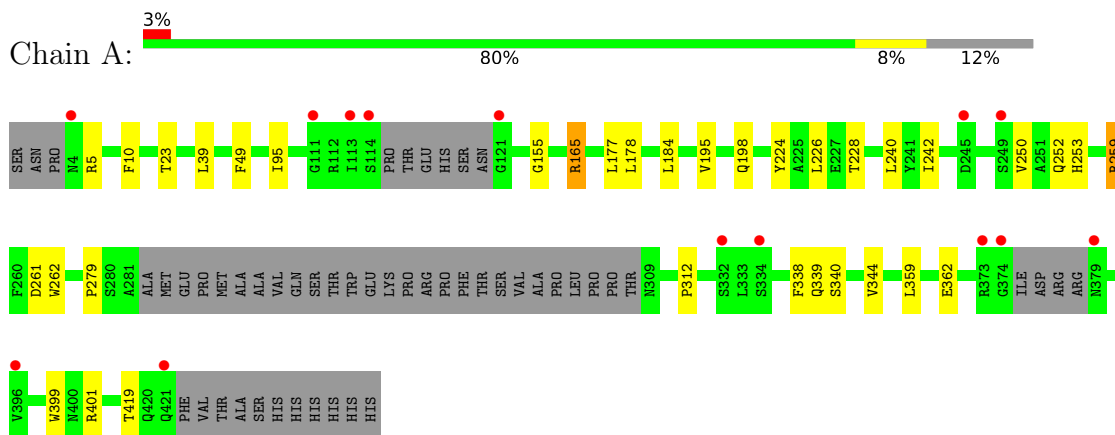 3%
Chain A:
80% 8% 12%
SER ASN PRO N4 R5 F10 T23 L39 F49 I95 G111 R112 I113 S114 PRO THR GLU HIS SER ASN G121 G155 R165 L177 L178 L184 V195 Q198 Y224 A225 L226 E227 T228 L240 Y241 I242 D245 S249 V250 A251 Q252 H253 R259
F260 D261 W262 P279 S280 A281 ALA MET GLU PRO MET ALA ALA VAL GLN SER THR TRP GLU LYS PRO ARG PRO PHE THR SER VAL ALA PRO LEU PRO PRO THR N309 P312 S332 L333 S334 F338 Q339 S340 V344 L359 E362 R373 G374 ILE ASP ARG ARG N379
V396 W399 N400 R401 T419 Q420 Q421 PHE VAL THR ALA SER HIS HIS HIS HIS HIS HIS